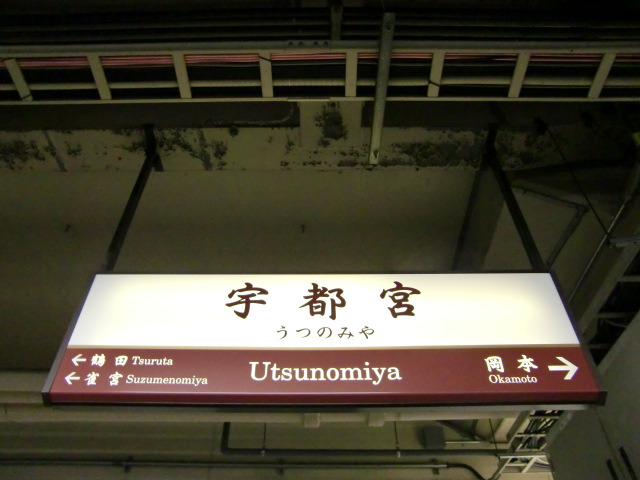 宇都宮
うつのみや
← 鶴田 Tsuruta
← 雀宮 Suzumenomiya
Utsunomiya
岡本 →
Okamoto